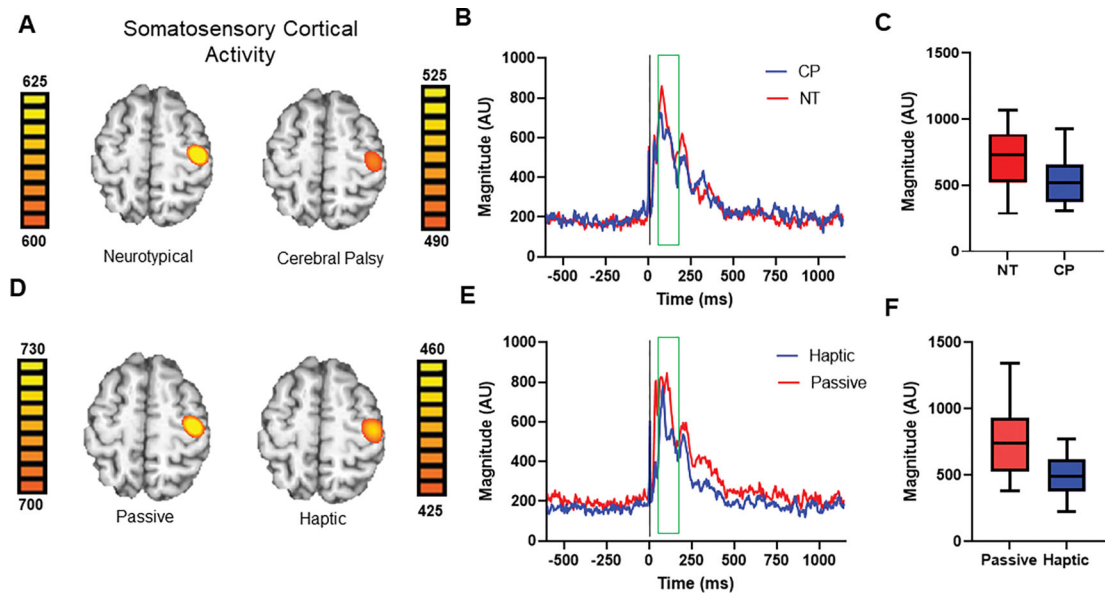 A
Somatosensory Cortical
Activity
625
600
Neurotypical
Cerebral Palsy
525
490
B
1000
800
600
400
200
0
Magnitude (AU)
CP
NT
-500 -250 0 250 500 750 1000
Time (ms)
C
1500
1000
500
0
Magnitude (AU)
NT CP
D
730
700
Passive
Haptic
460
425
E
1000
800
600
400
200
0
Magnitude (AU)
Haptic
Passive
-500 -250 0 250 500 750 1000
Time (ms)
F
1500
1000
500
0
Magnitude (AU)
Passive Haptic